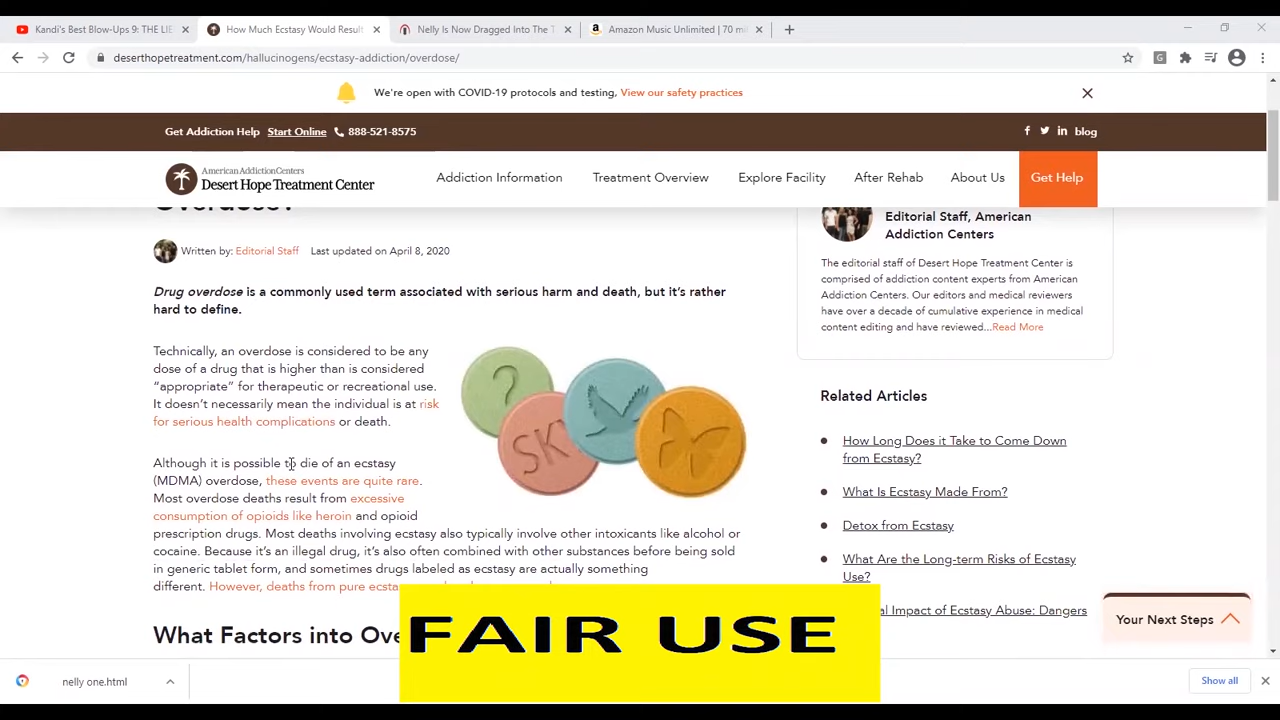 Kandi's Best Blow-Ups 9: THE LIE
How Much Ecstasy Would Result
Nelly Is Now Dragged Into The T
Amazon Music Unlimited | 70 mi
deserthopetreatment.com/hallucinogens/ecstasy-addiction/overdose/
We're open with COVID-19 protocols and testing, View our safety practices
Get Addiction Help Start Online 888-521-8575
blog
American Addiction Centers
Desert Hope Treatment Center
Addiction Information
Treatment Overview
Explore Facility
After Rehab
About Us
Get Help
Overdose?
Written by: Editorial Staff Last updated on April 8, 2020
Drug overdose is a commonly used term associated with serious harm and death, but it's rather
hard to define.
Technically, an overdose is considered to be any
dose of a drug that is higher than is considered
"appropriate" for therapeutic or recreational use.
It doesn't necessarily mean the individual is at risk
for serious health complications or death.
?
SK
Although it is possible to die of an ecstasy
(MDMA) overdose, these events are quite rare.
Most overdose deaths result from excessive
consumption of opioids like heroin and opioid
prescription drugs. Most deaths involving ecstasy also typically involve other intoxicants like alcohol or
cocaine. Because it's an illegal drug, it's also often combined with other substances before being sold
in generic tablet form, and sometimes drugs labeled as ecstasy are actually something
different. However, deaths from pure ecsta
What Factors into Ove
Editorial Staff, American
Addiction Centers
The editorial staff of Desert Hope Treatment Center is
comprised of addiction content experts from American
Addiction Centers. Our editors and medical reviewers
have over a decade of cumulative experience in medical
content editing and have reviewed...Read More
Related Articles
How Long Does it Take to Come Down
from Ecstasy?
What Is Ecstasy Made From?
Detox from Ecstasy
What Are the Long-term Risks of Ecstasy
Use?
l Impact of Ecstasy Abuse: Dangers
Your Next Steps
FAIR USE
nelly one.html
Show all